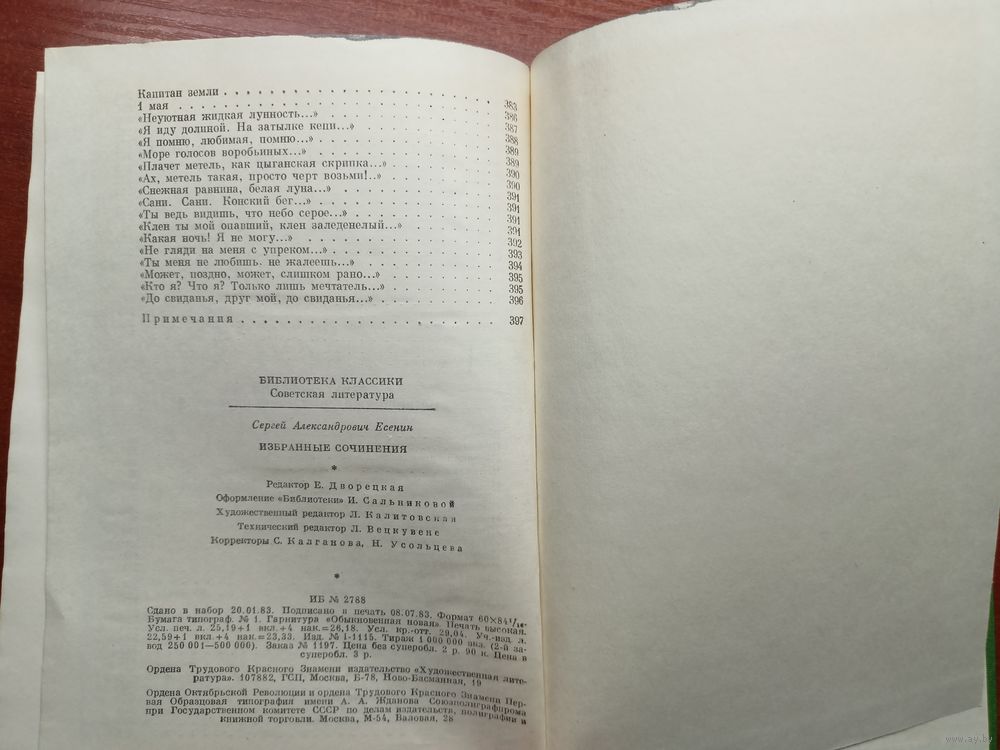 Капитан земли . . . . . . . . . . . . . . . . . . . 383
1 мая . . . . . . . . . . . . . . . . . . . 386
«Неуютная жидкая лунность...» . . . . . . . . . . 387
«Я иду долиной. На затылке кепи...» . . . . . . . . 388
«Я помню, любимая, помню...» . . . . . . . . . . 389
«Море голосов воробьиных...» . . . . . . . . . . 389
«Плачет метель, как цыганская скрипка...» . . . . . . 390
«Ах, метель такая, просто черт возьми!..» . . . . . . 390
«Снежная равнина, белая луна...» . . . . . . . . . 391
«Сани. Сани. Конский бег...» . . . . . . . . . . 391
«Ты ведь видишь, что небо серое...» . . . . . . . . 391
«Клен ты мой опавший, клен заледенелый...» . . . . . 391
«Какая ночь! Я не могу...» . . . . . . . . . . 392
«Не гляди на меня с упреком...» . . . . . . . . . 393
«Ты меня не любишь, не жалеешь...» . . . . . . . . 394
«Может, поздно, может, слишком рано...» . . . . . . 395
«Кто я? Что я? Только лишь мечтатель...» . . . . . . 395
«До свиданья, друг мой, до свиданья...» . . . . . . 396
Примечания . . . . . . . . . . . . . . . . . . 397
БИБЛИОТЕКА КЛАССИКИ
Советская литература
Сергей Александрович Есенин
ИЗБРАННЫЕ СОЧИНЕНИЯ
*
Редактор Е. Дворецкая
Оформление «Библиотеки» И. Сальниковой
Художественный редактор Л. Калитовская
Технический редактор Л. Вецкувене
Корректоры С. Калганова, Н. Усольцева
*
ИБ № 2788
Сдано в набор 20.01.83. Подписано в печать 08.07.83. Формат 60×84¹/₁₆.
Бумага типограф. № 1. Гарнитура «Обыкновенная новая» Печать высокая.
Усл. печ. л. 25,19+1 вкл.+4 нак.=26,18. Усл. кр.-отт. 29,04. Уч.-изд. л.
22,59+1 вкл.+4 нак.=23,33. Изд. № I-1115. Тираж 1 000 000 экз. (2-й за-
вод 250 001—500 000). Заказ № 1197. Цена без суперобл. 2 р. 90 к. Цена в
суперобл. 3 р.
Ордена Трудового Красного Знамени издательство «Художественная лите-
ратура». 107882, ГСП, Москва, Б-78, Ново-Басманная, 19
Ордена Октябрьской Революции и ордена Трудового Красного Знамени Пер-
вая Образцовая типография имени А. А. Жданова Союзполиграфпрома
при Государственном комитете СССР по делам издательств, полиграфии и
книжной торговли. Москва, М-54, Валовая, 28
www.ay.by